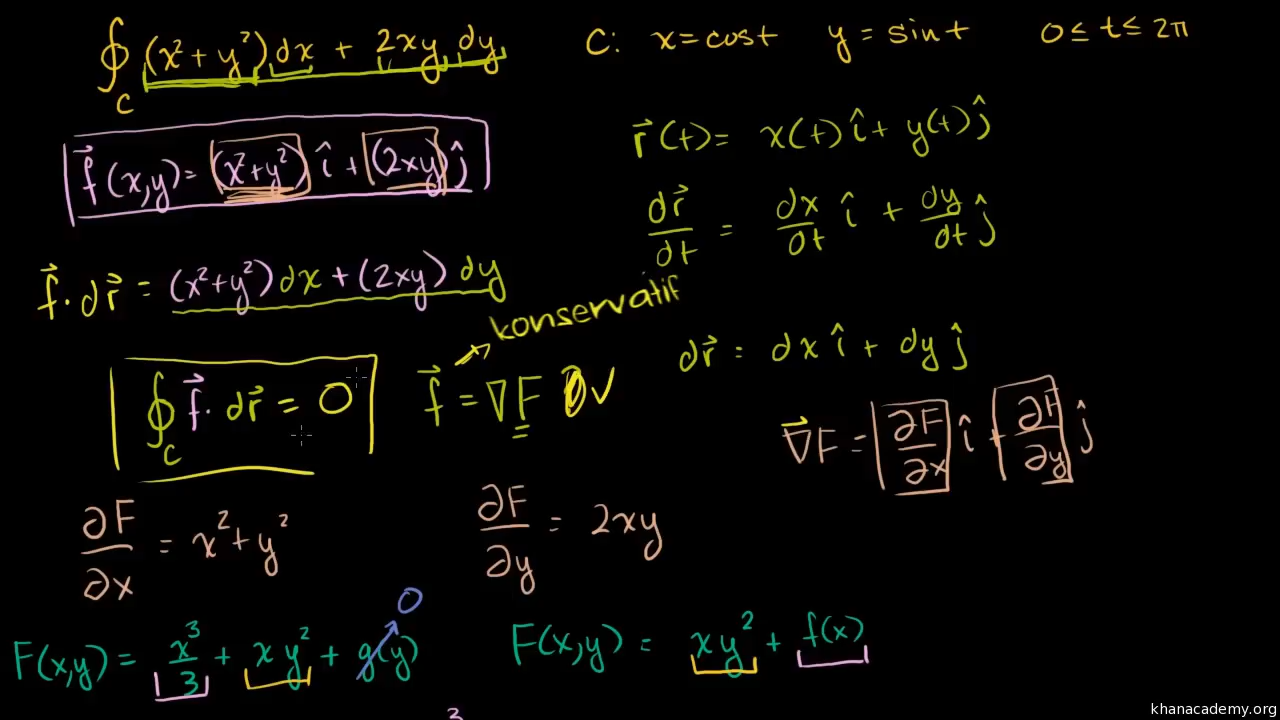 ∮_C (x² + y²) dx + 2xy dy    C: x = cos t    y = sin t    0 ≤ t ≤ 2π
f⃗(x,y) = (x²+y²) î + (2xy) ĵ
r⃗(t) = x(t) î + y(t) ĵ
dr⃗/dt = dx/dt î + dy/dt ĵ
f⃗ · dr⃗ = (x²+y²) dx + (2xy) dy
konservatif
dr⃗ = dx î + dy ĵ
∮_C f⃗ · dr⃗ = 0
f⃗ = ∇F
∇⃗F = ∂F/∂x î + ∂F/∂y ĵ
∂F/∂x = x² + y²    ∂F/∂y = 2xy
0
F(x,y) = x³/3 + xy² + g(y)    F(x,y) = xy² + f(x)
3
khanacademy.org